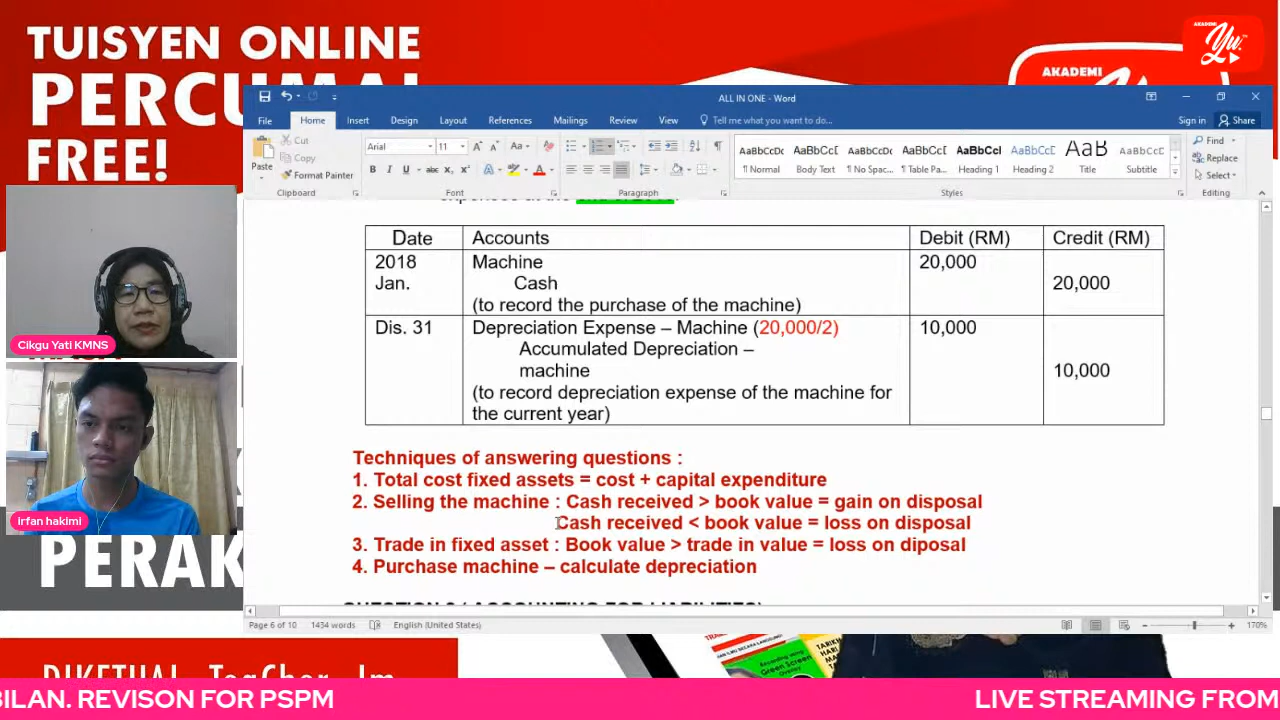 TUISYEN ONLINE
PERCUMA!
FREE!
AKADEMI
Yu
AKADEMI
ALL IN ONE - Word
File Home Insert Design Layout References Mailings Review View Tell me what you want to do... Sign in Share
Paste
Cut
Copy
Format Painter
Clipboard
Arial 11
Font
Paragraph
AaBbCcDc AaBbCcDc AaBbCcDc AaBbCcD AaBbCcI AaBbCcD AaB AaBbCcC
¶ Normal Body Text ¶ No Spac... ¶ Table Pa... Heading 1 Heading 2 Title Subtitle
Styles
Find
Replace
Select
Editing
Date Accounts Debit (RM) Credit (RM)
2018 Machine 20,000
Jan. Cash 20,000
(to record the purchase of the machine)
Dis. 31 Depreciation Expense – Machine (20,000/2) 10,000
Accumulated Depreciation –
machine 10,000
(to record depreciation expense of the machine for
the current year)
Techniques of answering questions :
1. Total cost fixed assets = cost + capital expenditure
2. Selling the machine : Cash received > book value = gain on disposal
Cash received < book value = loss on disposal
3. Trade in fixed asset : Book value > trade in value = loss on diposal
4. Purchase machine – calculate depreciation
Page 6 of 10 1434 words English (United States) 170%
Cikgu Yati KMNS
Irfan hakimi
PERAK
BILAN. REVISON FOR PSPM
LIVE STREAMING FROM